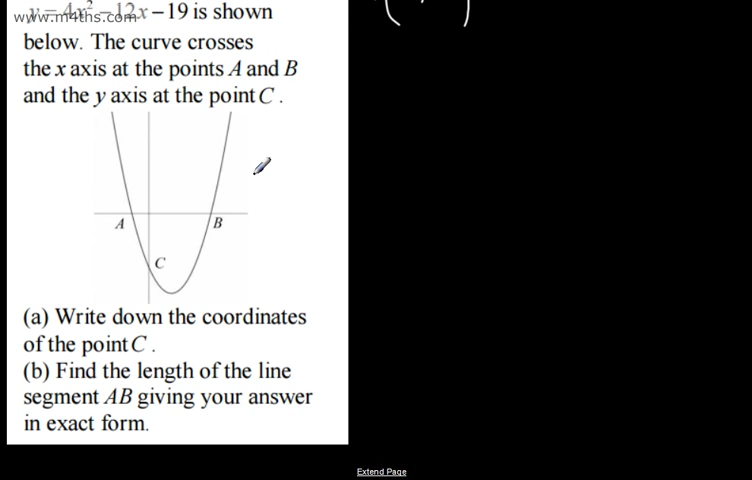 y = 4x² − 12x − 19 is shown
www.m4ths.com
below. The curve crosses
the x axis at the points A and B
and the y axis at the point C .
A
B
C
(a) Write down the coordinates
of the point C .
(b) Find the length of the line
segment AB giving your answer
in exact form.
Extend Page